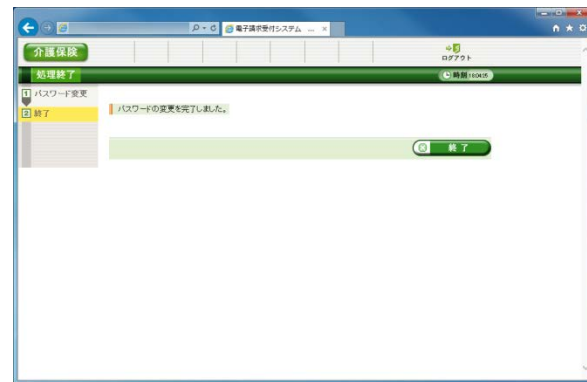 電子請求受付システム ...
介護保険
ログアウト
処理終了
時刻
1 パスワード変更
2 終了
パスワードの変更を完了しました。
終了